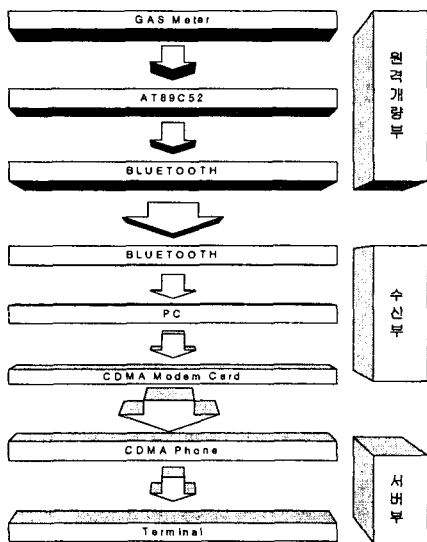 GAS Meter
AT89C52
BLUETOOTH
BLUETOOTH
PC
CDMA Modem Card
CDMA Phone
Terminal
원격개량부
수산부
서버부